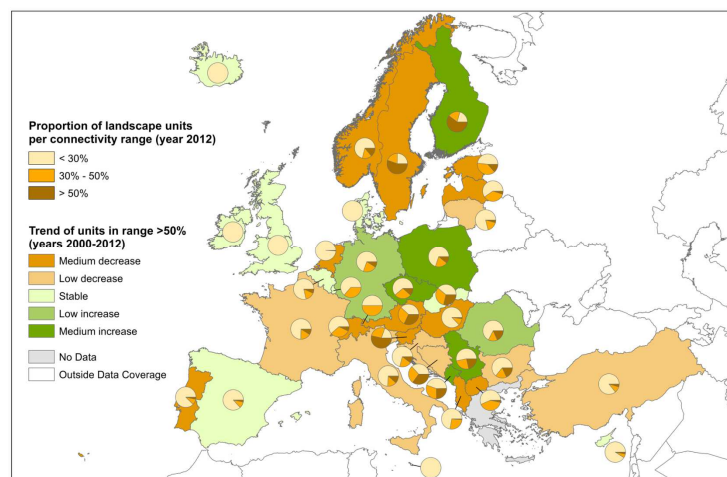 Proportion of landscape units
per connectivity range (year 2012)
< 30%
30% - 50%
> 50%
Trend of units in range >50%
(years 2000-2012)
Medium decrease
Low decrease
Stable
Low increase
Medium increase
No Data
Outside Data Coverage